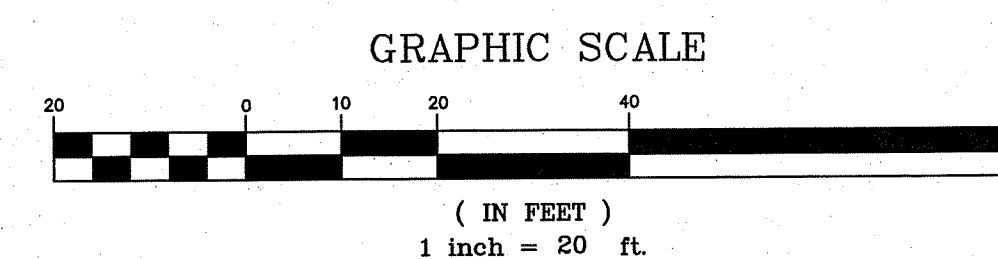 GRAPHIC SCALE
20 0 10 20 40
( IN FEET )
1 inch = 20 ft.